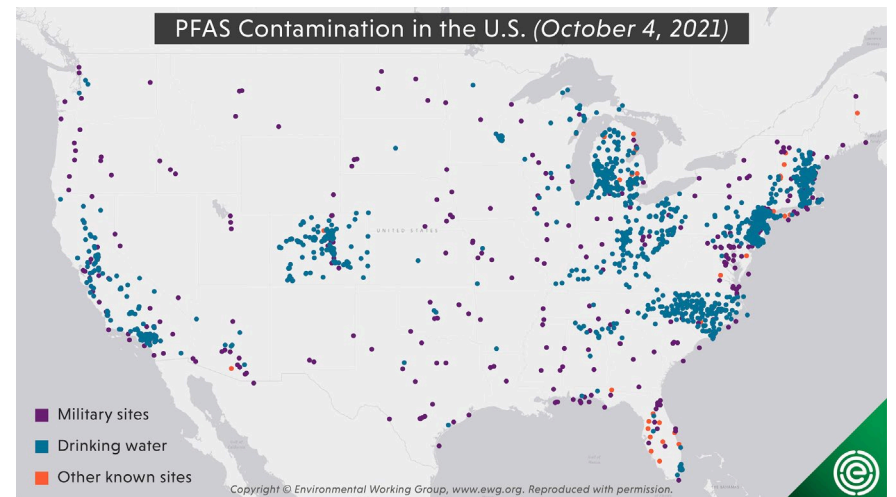 PFAS Contamination in the U.S. (October 4, 2021)
UNITED STATES
Military sites
Drinking water
Other known sites
Copyright © Environmental Working Group, www.ewg.org. Reproduced with permission.
e